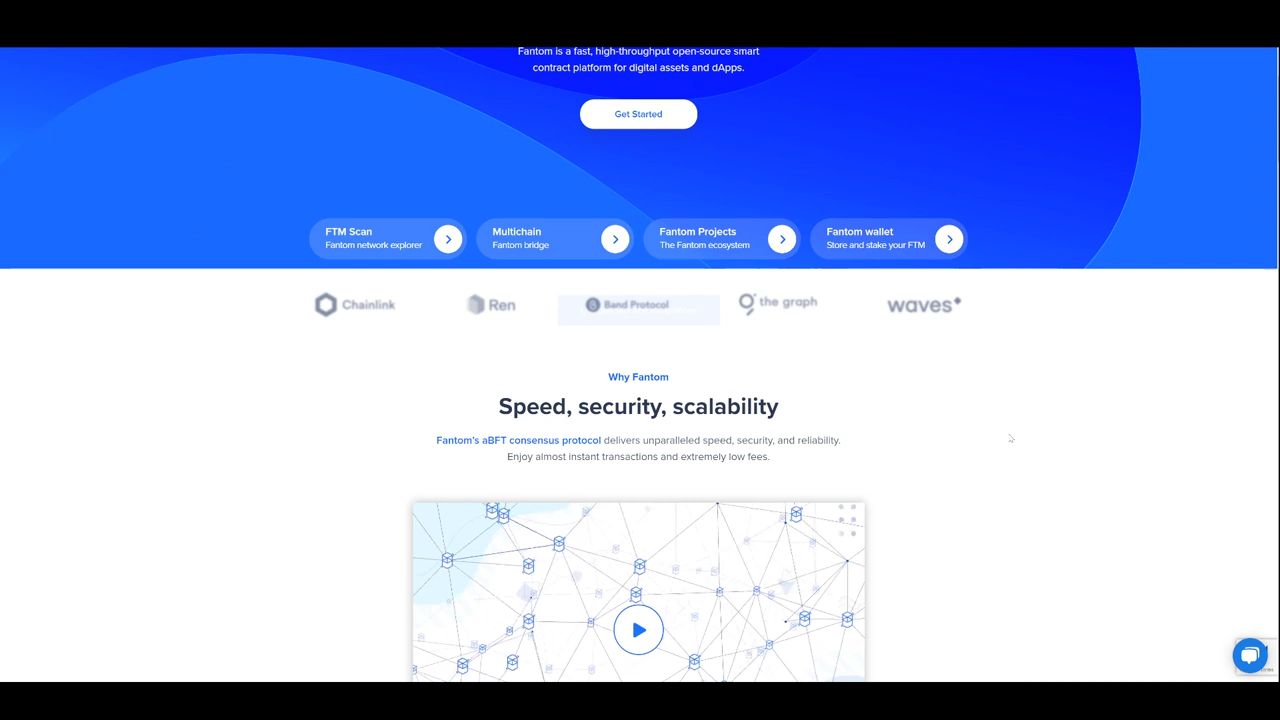 Fantom is a fast, high-throughput open-source smart
contract platform for digital assets and dApps.
Get Started
FTM Scan
Fantom network explorer
Multichain
Fantom bridge
Fantom Projects
The Fantom ecosystem
Fantom wallet
Store and stake your FTM
Chainlink
Ren
Band Protocol
the graph
waves
Why Fantom
Speed, security, scalability
Fantom's aBFT consensus protocol delivers unparalleled speed, security, and reliability.
Enjoy almost instant transactions and extremely low fees.